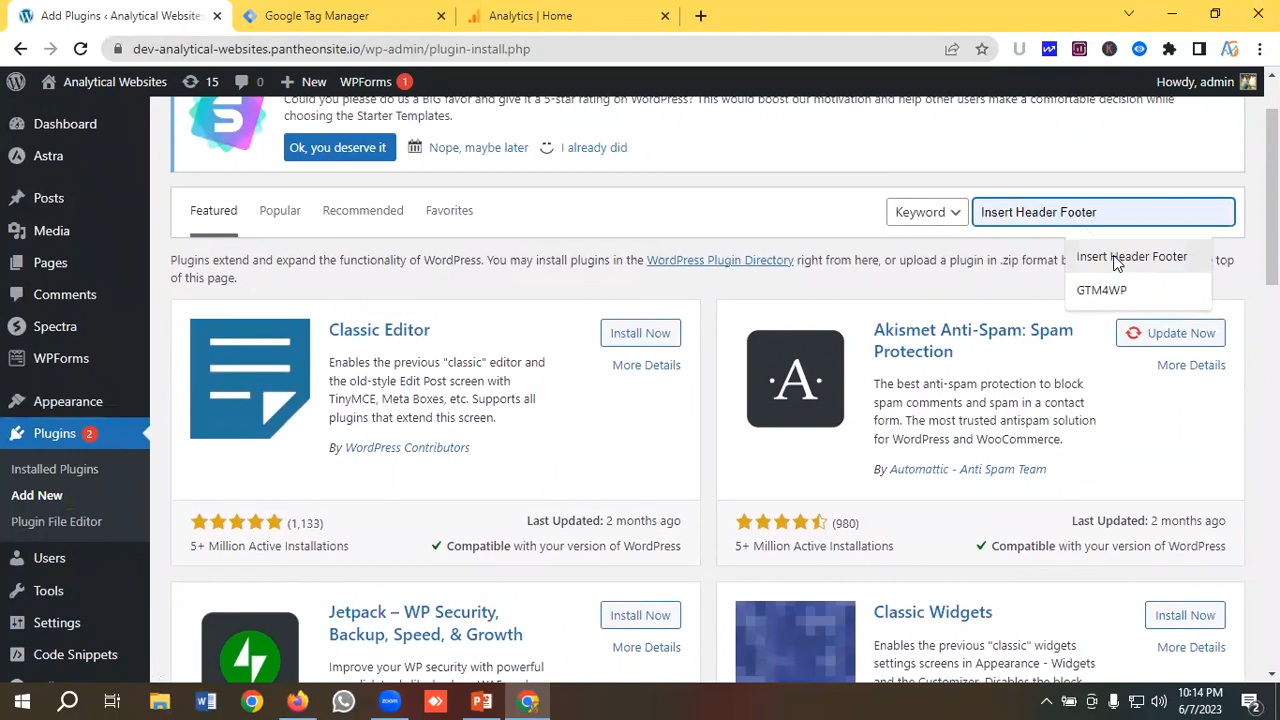 Add Plugins ‹ Analytical Websites
Google Tag Manager
Analytics | Home
dev-analytical-websites.pantheonsite.io/wp-admin/plugin-install.php
Analytical Websites
15
0
New
WPForms 1
Howdy, admin
Could you please do us a BIG favor and give it a 5-star rating on WordPress? This would boost our motivation and help other users make a comfortable decision while
choosing the Starter Templates.
Ok, you deserve it
Nope, maybe later
I already did
Dashboard
Astra
Posts
Media
Pages
Comments
Feedzy
WPForms
Appearance
Plugins 2
Installed Plugins
Add New
Plugin File Editor
Users
Tools
Settings
Code Snippets
Featured
Popular
Recommended
Favorites
Keyword
Insert Header Footer
Insert Header Footer
GTM4WP
Plugins extend and expand the functionality of WordPress. You may install plugins in the WordPress Plugin Directory right from here, or upload a plugin in .zip format b
top
of this page.
Classic Editor
Install Now
More Details
Enables the previous "classic" editor and
the old-style Edit Post screen with
TinyMCE, Meta Boxes, etc. Supports all
plugins that extend this screen.
By WordPress Contributors
(1,133)
5+ Million Active Installations
Last Updated: 2 months ago
Compatible with your version of WordPress
Akismet Anti-Spam: Spam
Protection
Update Now
More Details
The best anti-spam protection to block
spam comments and spam in a contact
form. The most trusted antispam solution
for WordPress and WooCommerce.
By Automattic - Anti Spam Team
(980)
5+ Million Active Installations
Last Updated: 2 months ago
Compatible with your version of WordPress
Jetpack – WP Security,
Backup, Speed, & Growth
Install Now
More Details
Improve your WP security with powerful
Classic Widgets
Install Now
More Details
Enables the previous "classic" widgets
settings screens in Appearance - Widgets
and the Customizer. Disables the block
10:14 PM
6/7/2023
2